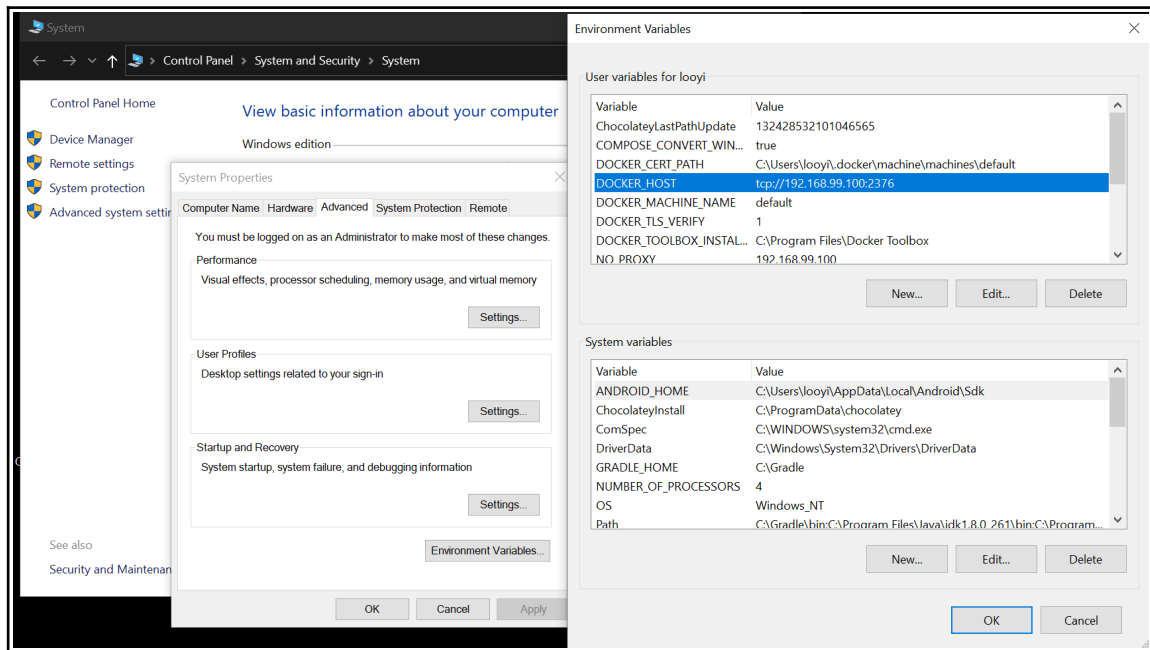 System
Control Panel > System and Security > System
Control Panel Home
Device Manager
Remote settings
System protection
Advanced system settir
See also
Security and Maintenan
View basic information about your computer
Windows edition
System Properties
Computer Name Hardware Advanced System Protection Remote
You must be logged on as an Administrator to make most of these changes.
Performance
Visual effects, processor scheduling, memory usage, and virtual memory
Settings...
User Profiles
Desktop settings related to your sign-in
Settings...
Startup and Recovery
System startup, system failure, and debugging information
Settings...
Environment Variables...
OK Cancel Apply
Environment Variables
User variables for looyi
Variable Value
ChocolateyLastPathUpdate 132428532101046565
COMPOSE_CONVERT_WIN... true
DOCKER_CERT_PATH C:\Users\looyi\.docker\machine\machines\default
DOCKER_HOST tcp://192.168.99.100:2376
DOCKER_MACHINE_NAME default
DOCKER_TLS_VERIFY 1
DOCKER_TOOLBOX_INSTAL... C:\Program Files\Docker Toolbox
NO_PROXY 192.168.99.100
New... Edit... Delete
System variables
Variable Value
ANDROID_HOME C:\Users\looyi\AppData\Local\Android\Sdk
ChocolateyInstall C:\ProgramData\chocolatey
ComSpec C:\WINDOWS\system32\cmd.exe
DriverData C:\Windows\System32\Drivers\DriverData
GRADLE_HOME C:\Gradle
NUMBER_OF_PROCESSORS 4
OS Windows_NT
Path C:\Gradle\bin;C:\Program Files\Java\jdk1.8.0_261\bin;C:\Program...
New... Edit... Delete
OK Cancel